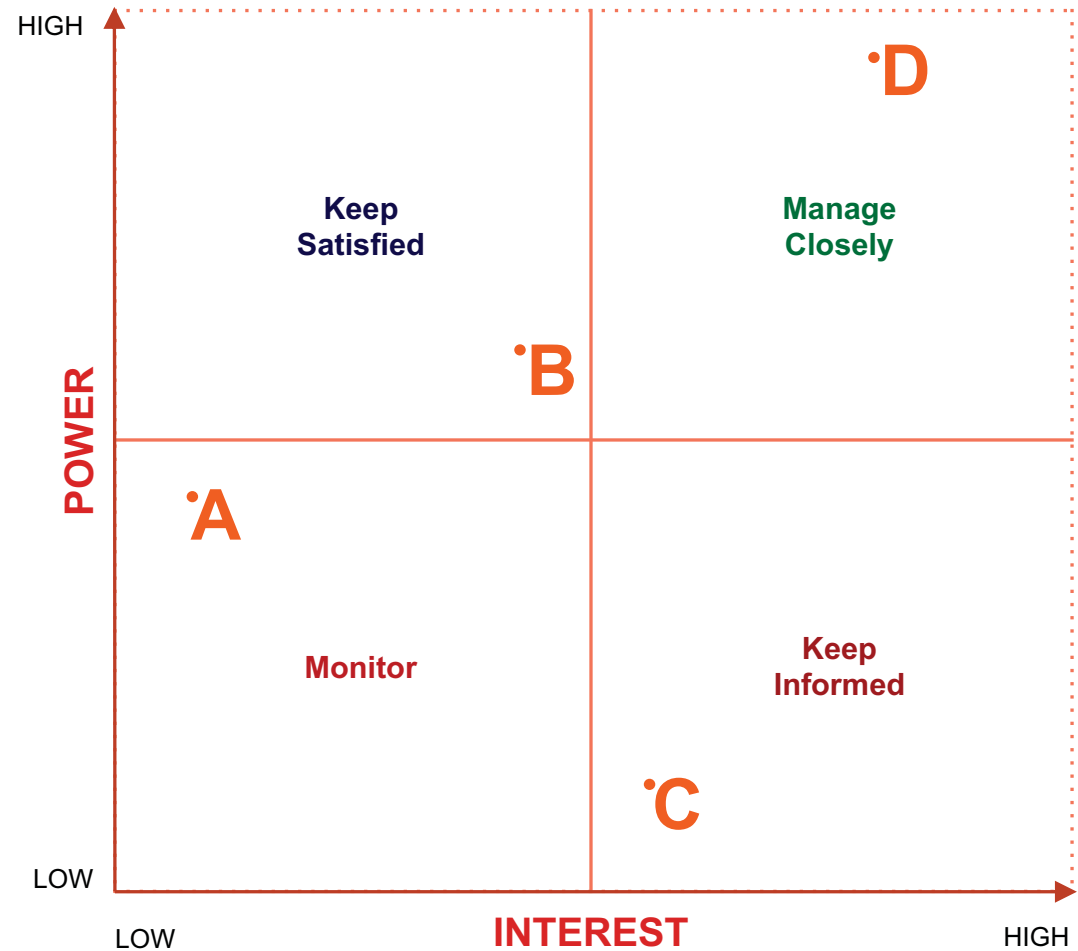 HIGH
D
Keep
Satisfied
Manage
Closely
B
POWER
A
Monitor
Keep
Informed
C
LOW
LOW
INTEREST
HIGH